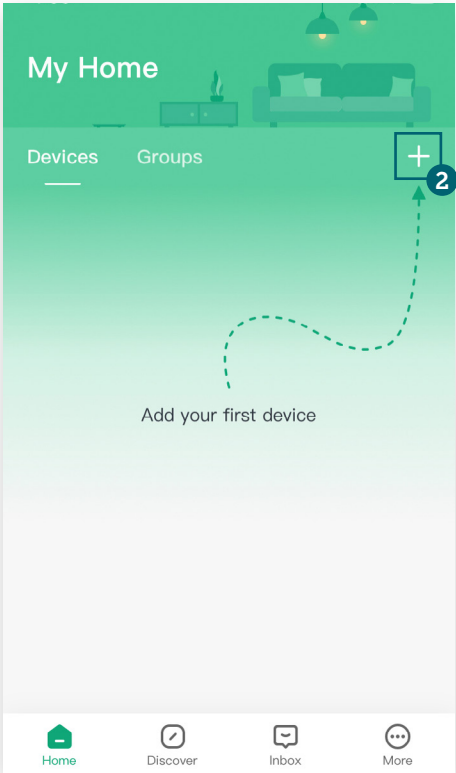 My Home
Devices Groups +
2
Add your first device
Home Discover Inbox More